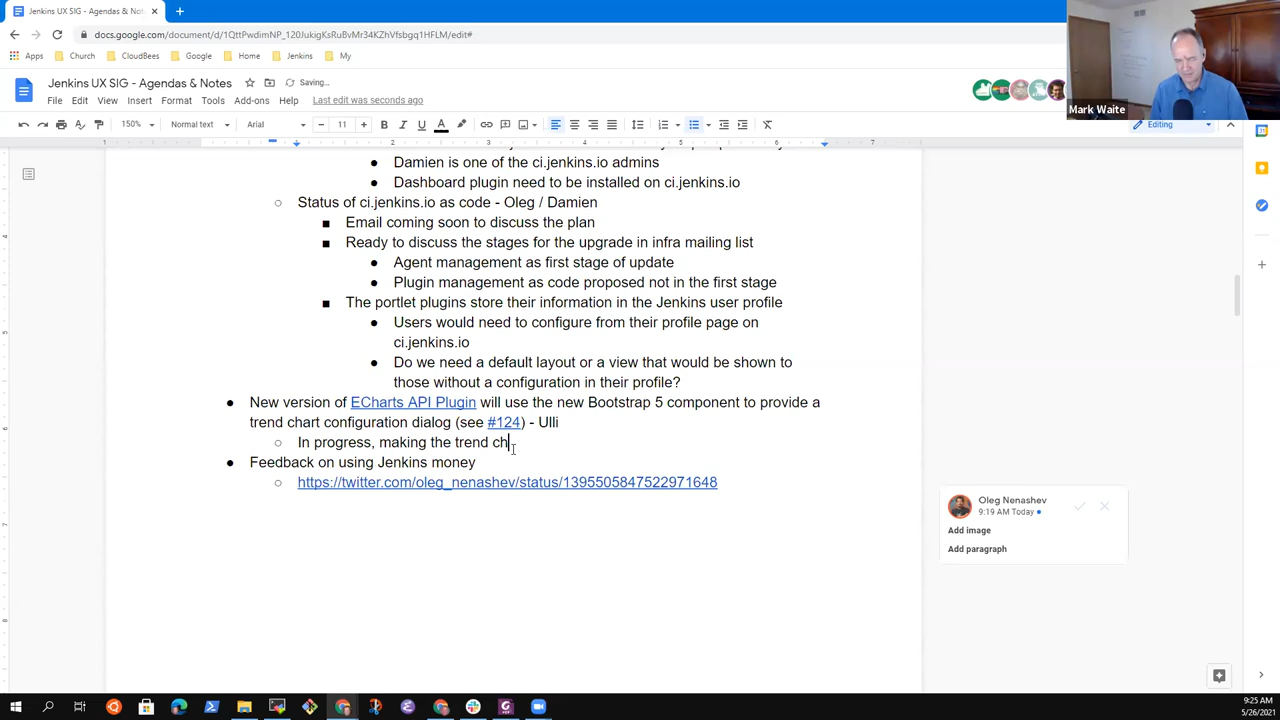 Jenkins UX SIG - Agendas & Notes
docs.google.com/document/d/1QttPwdimNP_120JukigKsRuBvMr34KZhVfsbgq1HFLM/edit#
Apps Church CloudBees Google Home Jenkins My
Jenkins UX SIG - Agendas & Notes Saving...
File Edit View Insert Format Tools Add-ons Help Last edit was seconds ago
Mark Waite
150% Normal text Arial 11 Editing
1 1 2 3 4 5 6 7
Damien is one of the ci.jenkins.io admins
Dashboard plugin need to be installed on ci.jenkins.io
Status of ci.jenkins.io as code - Oleg / Damien
Email coming soon to discuss the plan
Ready to discuss the stages for the upgrade in infra mailing list
Agent management as first stage of update
Plugin management as code proposed not in the first stage
The portlet plugins store their information in the Jenkins user profile
Users would need to configure from their profile page on
ci.jenkins.io
Do we need a default layout or a view that would be shown to
those without a configuration in their profile?
New version of ECharts API Plugin will use the new Bootstrap 5 component to provide a
trend chart configuration dialog (see #124) - Ulli
In progress, making the trend ch
Feedback on using Jenkins money
https://twitter.com/oleg_nenashev/status/1395505847522971648
Oleg Nenashev
9:19 AM Today
Add image
Add paragraph
9:25 AM
5/26/2021